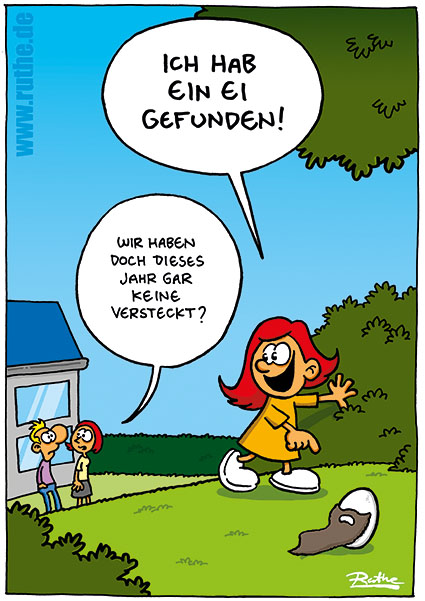 www.ruthe.de
ICH HAB
EIN EI
GEFUNDEN!
WIR HABEN
DOCH DIESES
JAHR GAR
KEINE
VERSTECKT?
Ruthe